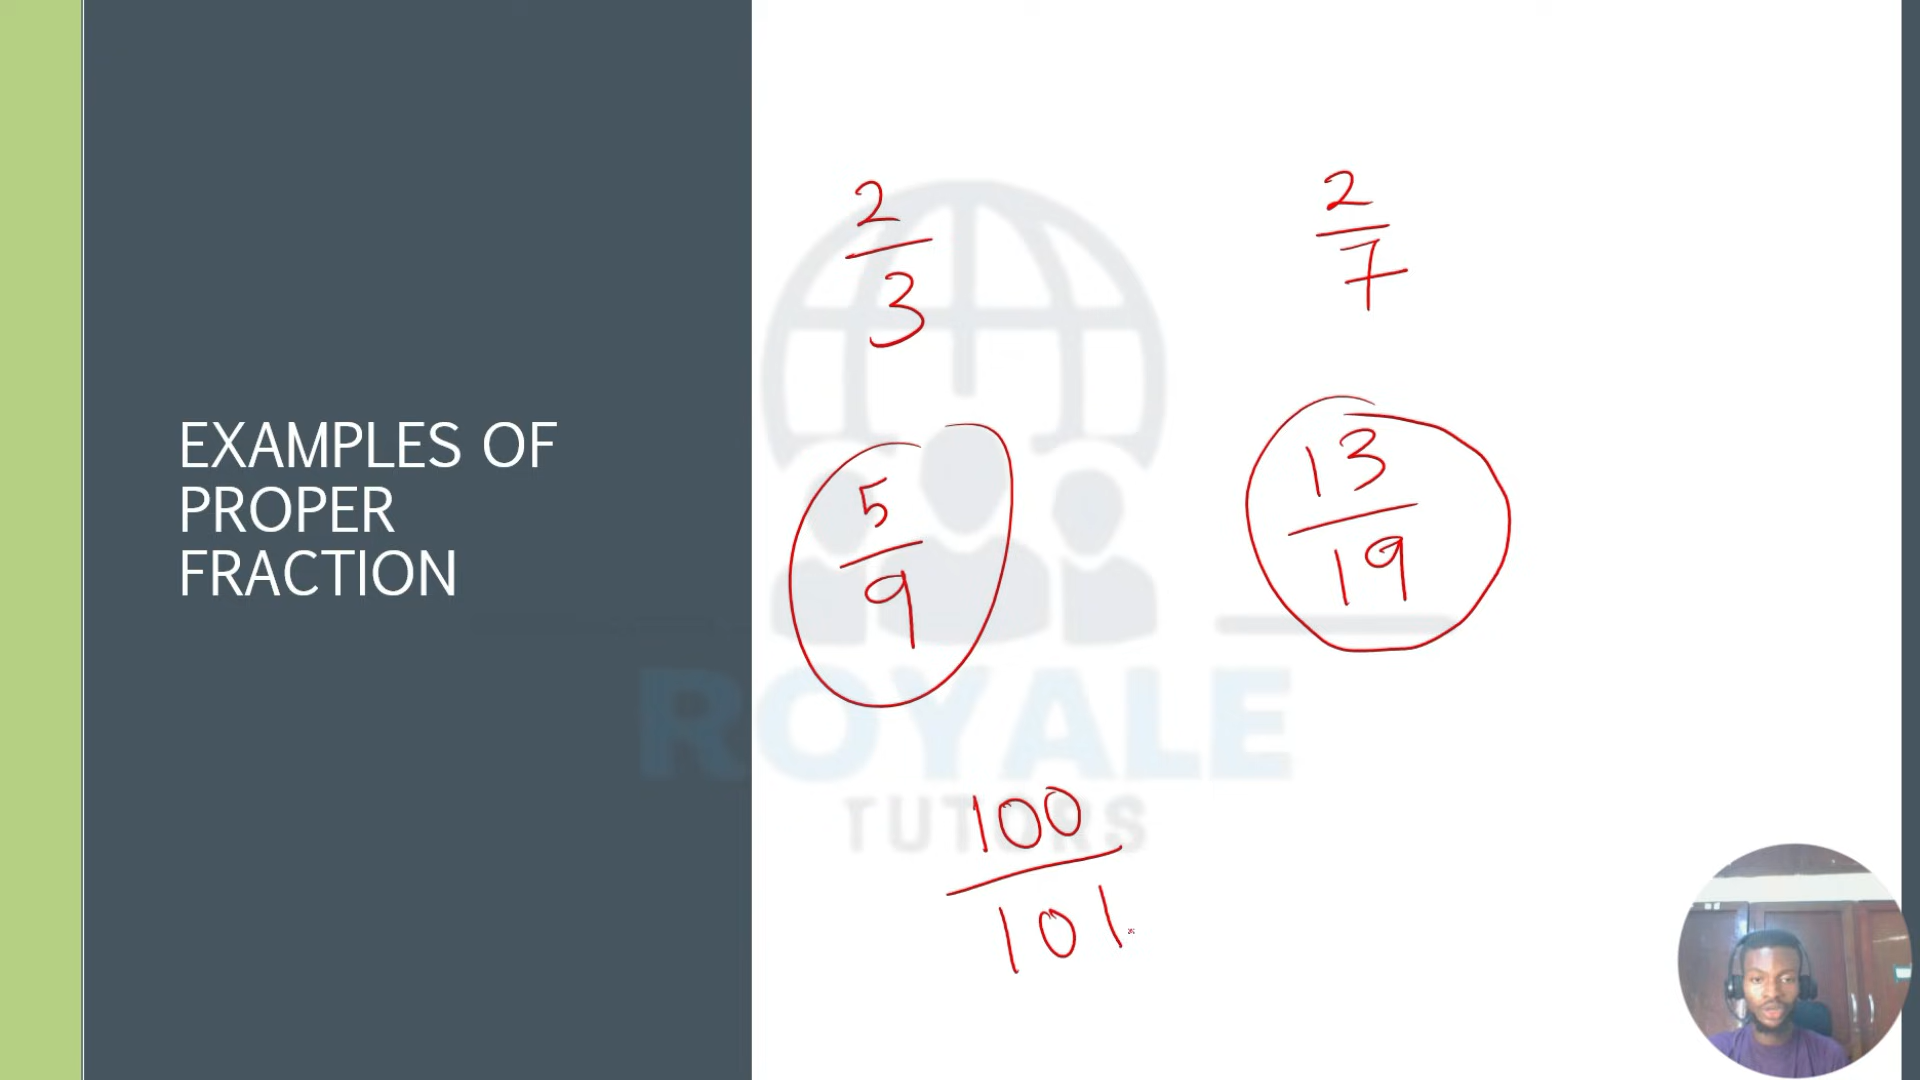 EXAMPLES OF
PROPER
FRACTION
2/3
2/7
5/9
13/19
100/101
ROYALE
TUTORS